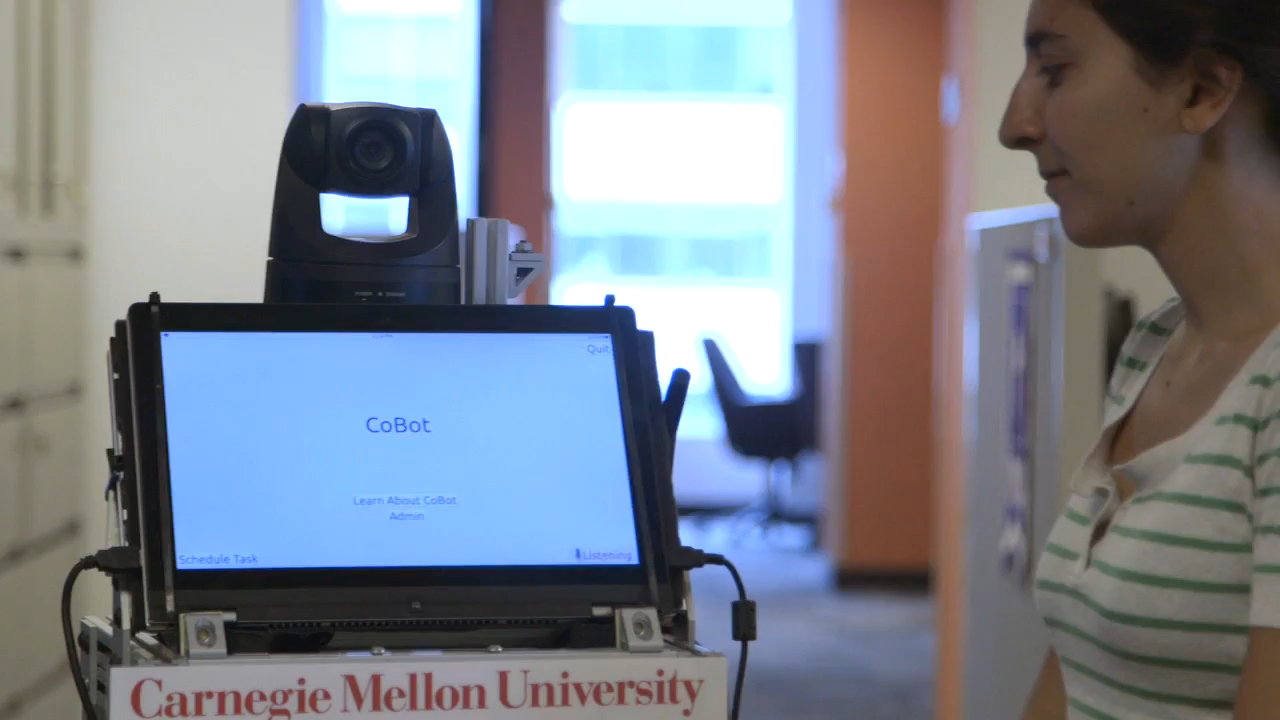 Quit
CoBot
Learn About CoBot
Admin
Schedule Task
Listening
Carnegie Mellon University